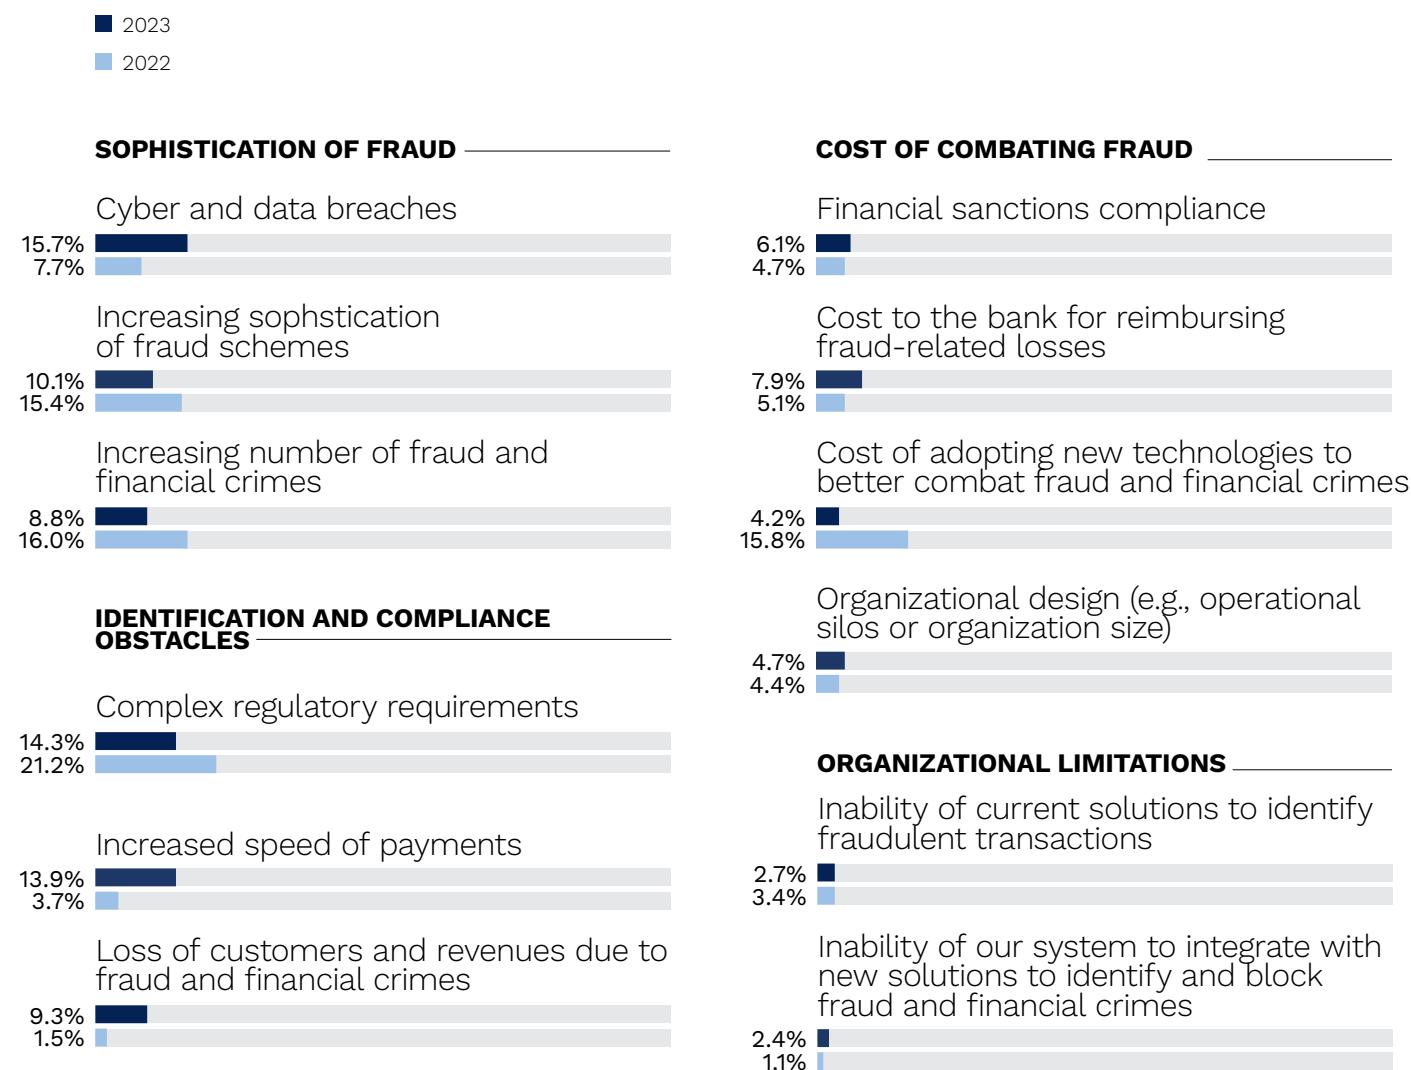 2023
2022
SOPHISTICATION OF FRAUD
Cyber and data breaches
15.7%
7.7%
Increasing sophstication
of fraud schemes
10.1%
15.4%
Increasing number of fraud and
financial crimes
8.8%
16.0%
IDENTIFICATION AND COMPLIANCE
OBSTACLES
Complex regulatory requirements
14.3%
21.2%
Increased speed of payments
13.9%
3.7%
Loss of customers and revenues due to
fraud and financial crimes
9.3%
1.5%
COST OF COMBATING FRAUD
Financial sanctions compliance
6.1%
4.7%
Cost to the bank for reimbursing
fraud-related losses
7.9%
5.1%
Cost of adopting new technologies to
better combat fraud and financial crimes
4.2%
15.8%
Organizational design (e.g., operational
silos or organization size)
4.7%
4.4%
ORGANIZATIONAL LIMITATIONS
Inability of current solutions to identify
fraudulent transactions
2.7%
3.4%
Inability of our system to integrate with
new solutions to identify and block
fraud and financial crimes
2.4%
1.1%